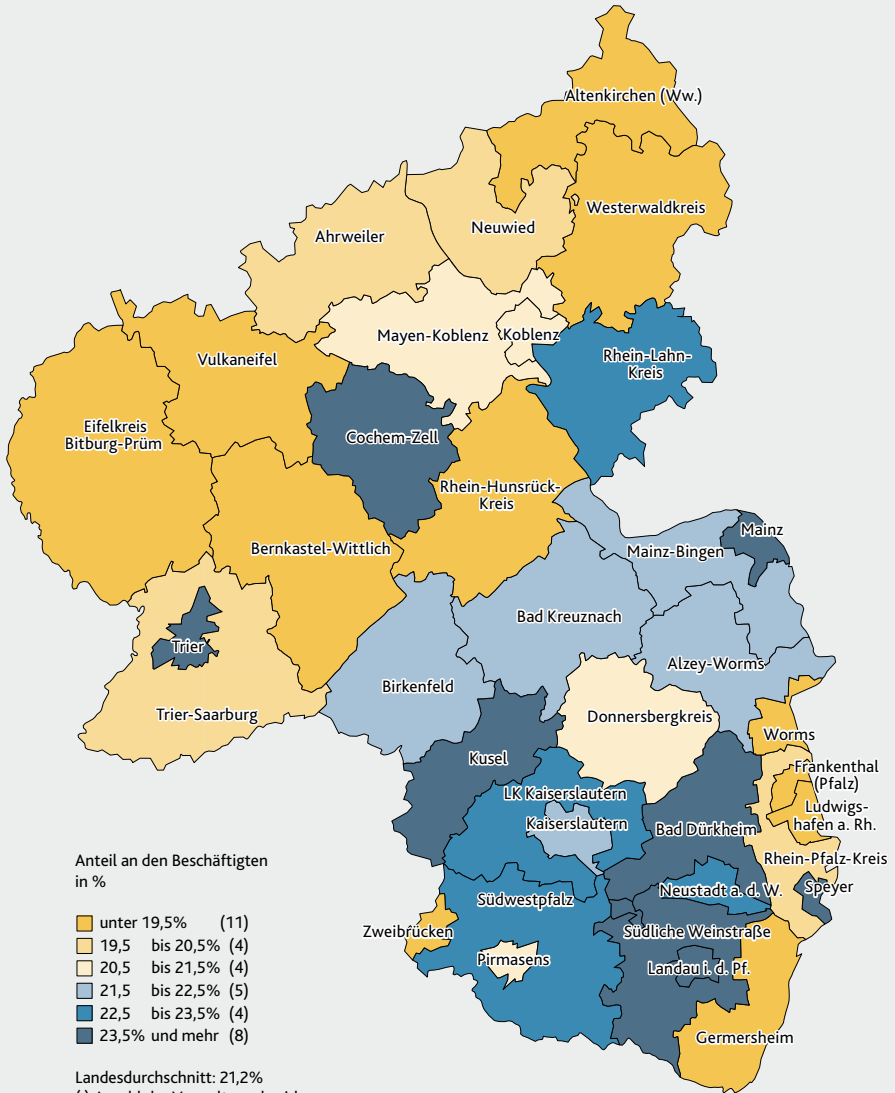 Altenkirchen (Ww.)
Westerwaldkreis
Neuwied
Ahrweiler
Mayen-Koblenz
Koblenz
Rhein-Lahn-
Kreis
Vulkaneifel
Eifelkreis
Bitburg-Prüm
Cochem-Zell
Rhein-Hunsrück-
Kreis
Bernkastel-Wittlich
Mainz
Mainz-Bingen
Bad Kreuznach
Trier
Alzey-Worms
Birkenfeld
Trier-Saarburg
Donnersbergkreis
Worms
Kusel
Frankenthal
(Pfalz)
LK Kaiserslautern
Ludwigs-
hafen a. Rh.
Kaiserslautern
Bad Dürkheim
Rhein-Pfalz-Kreis
Neustadt a. d. W.
Speyer
Südwestpfalz
Zweibrücken
Südliche Weinstraße
Pirmasens
Landau i. d. Pf.
Germersheim
Anteil an den Beschäftigten
in %
unter 19,5% (11)
19,5 bis 20,5% (4)
20,5 bis 21,5% (4)
21,5 bis 22,5% (5)
22,5 bis 23,5% (4)
23,5% und mehr (8)
Landesdurchschnitt: 21,2%